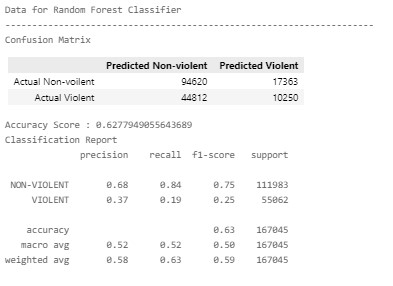 Data for Random Forest Classifier
--------------------------------------------------------------------
Confusion Matrix
Predicted Non-violent Predicted Violent
Actual Non-voilent 94620 17363
Actual Violent 44812 10250
Accuracy Score : 0.6277949055643689
Classification Report
precision recall f1-score support
NON-VIOLENT 0.68 0.84 0.75 111983
VIOLENT 0.37 0.19 0.25 55062
accuracy 0.63 167045
macro avg 0.52 0.52 0.50 167045
weighted avg 0.58 0.63 0.59 167045